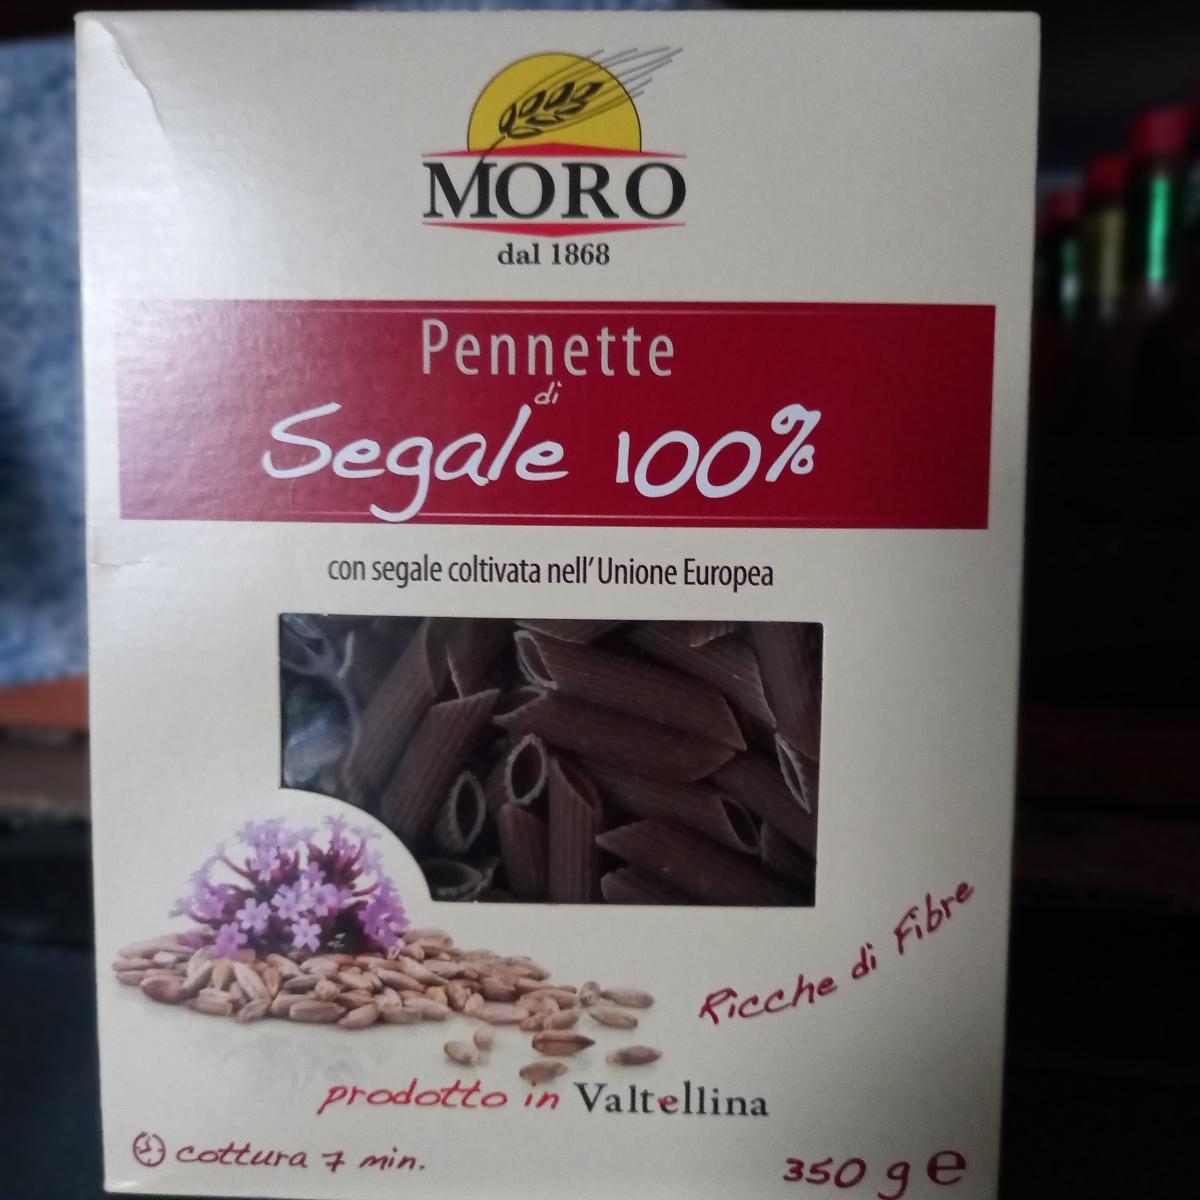 MORO
dal 1868
Pennette
di
Segale 100%
con segale coltivata nell'Unione Europea
Ricche di Fibre
prodotto in Valtellina
cottura 7 min.
350 g e